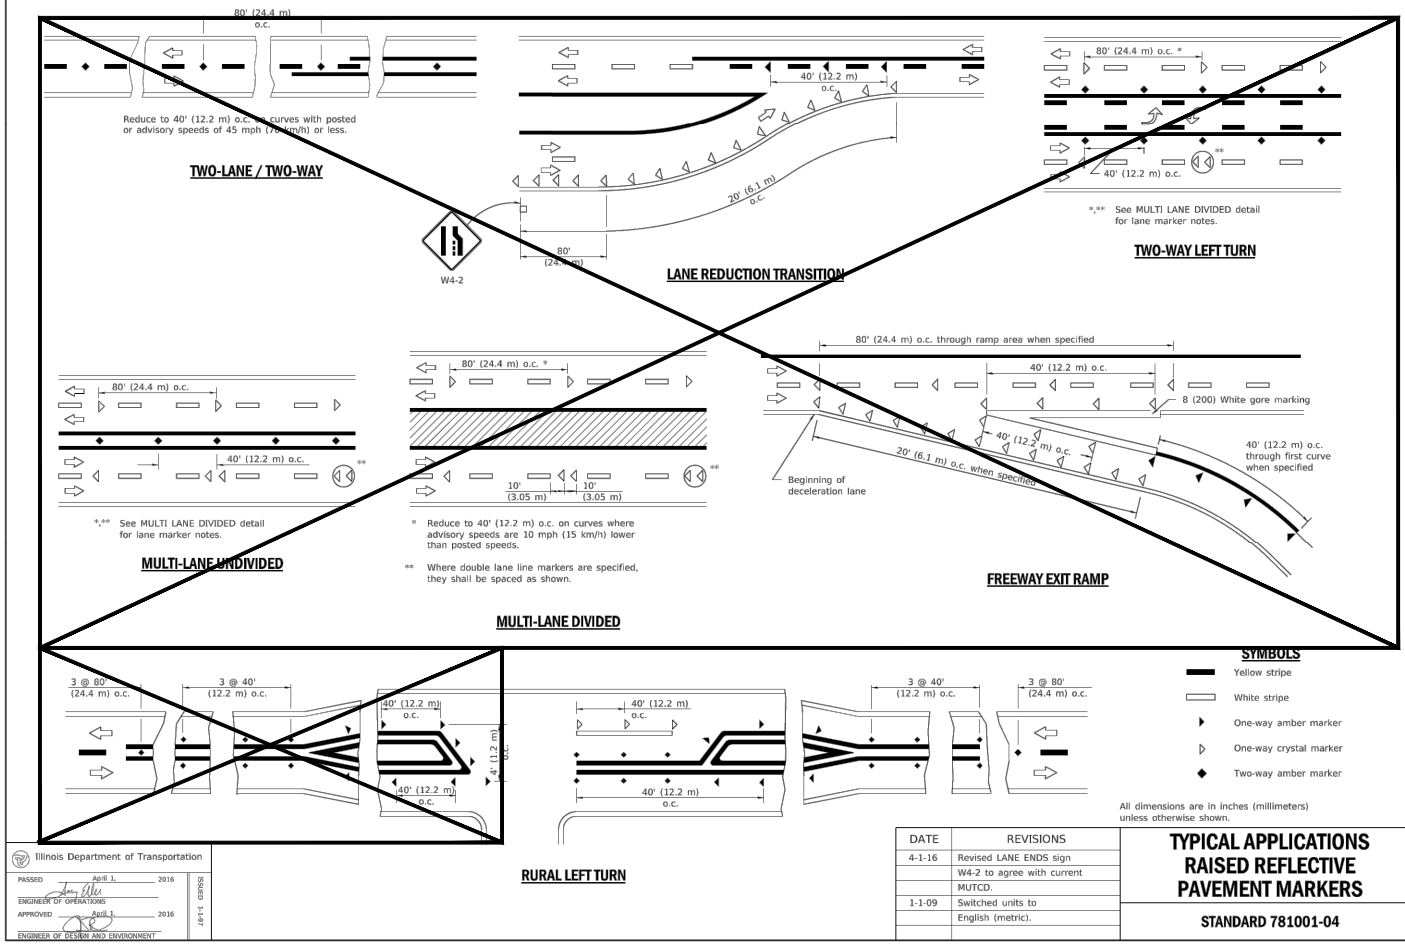 80' (24.4 m)
o.c.
Reduce to 40' (12.2 m) o.c. on curves with posted
or advisory speeds of 45 mph (70 km/h) or less.
TWO-LANE / TWO-WAY
40' (12.2 m)
o.c.
20' (6.1 m)
o.c.
80'
(24.4 m)
W4-2
LANE REDUCTION TRANSITION
80' (24.4 m) o.c. *
**
40' (12.2 m) o.c.
*,** See MULTI LANE DIVIDED detail
for lane marker notes.
TWO-WAY LEFT TURN
80' (24.4 m) o.c.
40' (12.2 m) o.c.
**
*,** See MULTI LANE DIVIDED detail
for lane marker notes.
MULTI-LANE UNDIVIDED
80' (24.4 m) o.c. *
**
10'
(3.05 m)
10'
(3.05 m)
* Reduce to 40' (12.2 m) o.c. on curves where
advisory speeds are 10 mph (15 km/h) lower
than posted speeds.
** Where double lane line markers are specified,
they shall be spaced as shown.
MULTI-LANE DIVIDED
80' (24.4 m) o.c. through ramp area when specified
40' (12.2 m) o.c.
8 (200) White gore marking
40' (12.2 m) o.c.
20' (6.1 m) o.c. when specified
40' (12.2 m) o.c.
through first curve
when specified
Beginning of
deceleration lane
FREEWAY EXIT RAMP
3 @ 80'
(24.4 m) o.c.
3 @ 40'
(12.2 m) o.c.
40' (12.2 m)
o.c.
4' (1.2 m)
o.c.
40' (12.2 m)
o.c.
40' (12.2 m)
o.c.
40' (12.2 m)
o.c.
3 @ 40'
(12.2 m) o.c.
3 @ 80'
(24.4 m) o.c.
RURAL LEFT TURN
SYMBOLS
Yellow stripe
White stripe
One-way amber marker
One-way crystal marker
Two-way amber marker
All dimensions are in inches (millimeters)
unless otherwise shown.
Illinois Department of Transportation
PASSED April 1, 2016
ENGINEER OF OPERATIONS
APPROVED April 1, 2016
ENGINEER OF DESIGN AND ENVIRONMENT
ISSUED 1-1-97
DATE REVISIONS
4-1-16 Revised LANE ENDS sign
W4-2 to agree with current
MUTCD.
1-1-09 Switched units to
English (metric).
TYPICAL APPLICATIONS
RAISED REFLECTIVE
PAVEMENT MARKERS
STANDARD 781001-04